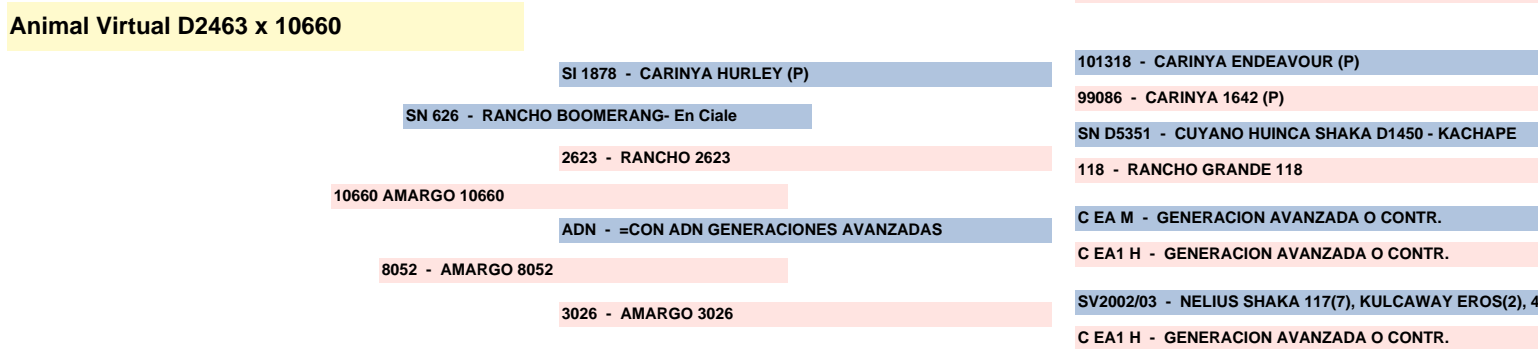 Animal Virtual D2463 x 10660
SI 1878 - CARINYA HURLEY (P)
101318 - CARINYA ENDEAVOUR (P)
99086 - CARINYA 1642 (P)
SN 626 - RANCHO BOOMERANG- En Ciale
SN D5351 - CUYANO HUINCA SHAKA D1450 - KACHAPE
2623 - RANCHO 2623
118 - RANCHO GRANDE 118
10660 AMARGO 10660
ADN - =CON ADN GENERACIONES AVANZADAS
C EA M - GENERACION AVANZADA O CONTR.
C EA1 H - GENERACION AVANZADA O CONTR.
8052 - AMARGO 8052
3026 - AMARGO 3026
SV2002/03 - NELIUS SHAKA 117(7), KULCAWAY EROS(2), 4
C EA1 H - GENERACION AVANZADA O CONTR.